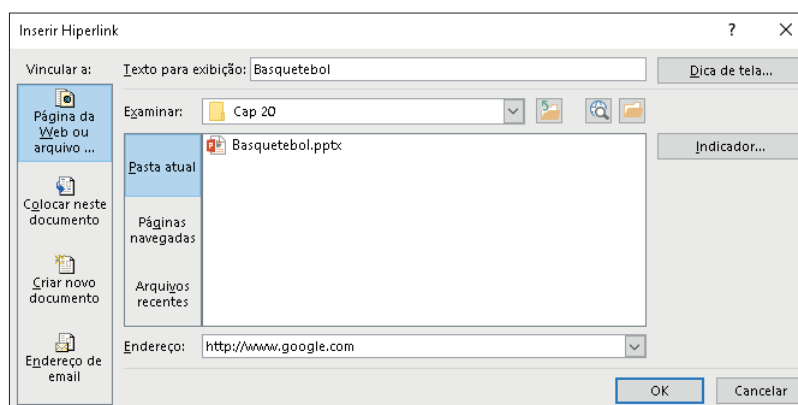 Inserir Hiperlink
?
X
Vincular a:
Texto para exibição:
Basquetebol
Dica de tela...
Página da
Web ou
arquivo ...
Examinar:
Cap 20
Pasta atual
Basquetebol.pptx
Indicador...
Colocar neste
documento
Páginas
navegadas
Criar novo
documento
Arquivos
recentes
Endereço de
email
Endereço:
http://www.google.com
OK
Cancelar